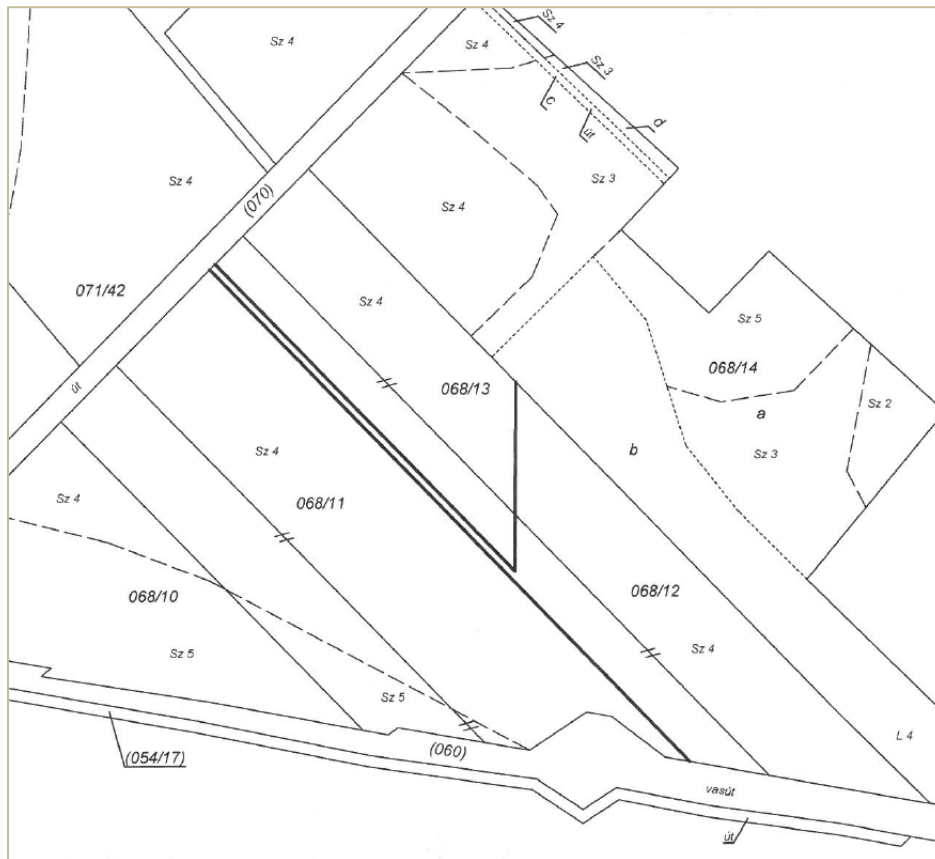 Sz 4
Sz 4
Sz 4
Sz 3
c
út
d
Sz 4
(070)
Sz 4
Sz 3
071/42
Sz 4
Sz 5
068/14
út
068/13
a
Sz 2
b
Sz 3
Sz 4
Sz 4
068/11
068/10
068/12
Sz 4
Sz 5
Sz 5
L 4
(060)
(054/17)
vasút
út